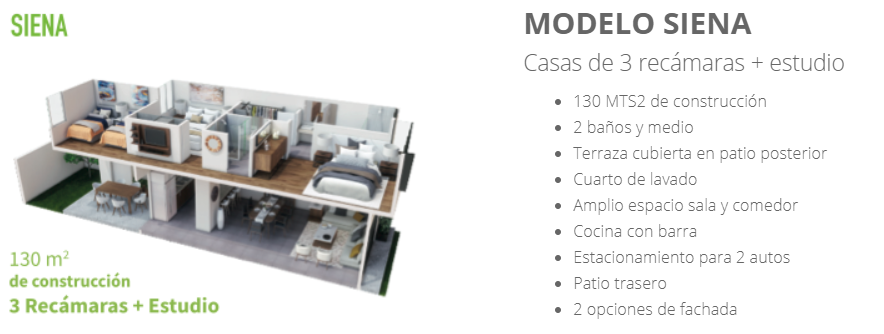 SIENA
130 m²
de construcción
3 Recámaras + Estudio
MODELO SIENA
Casas de 3 recámaras + estudio
• 130 MTS2 de construcción
• 2 baños y medio
• Terraza cubierta en patio posterior
• Cuarto de lavado
• Amplio espacio sala y comedor
• Cocina con barra
• Estacionamiento para 2 autos
• Patio trasero
• 2 opciones de fachada